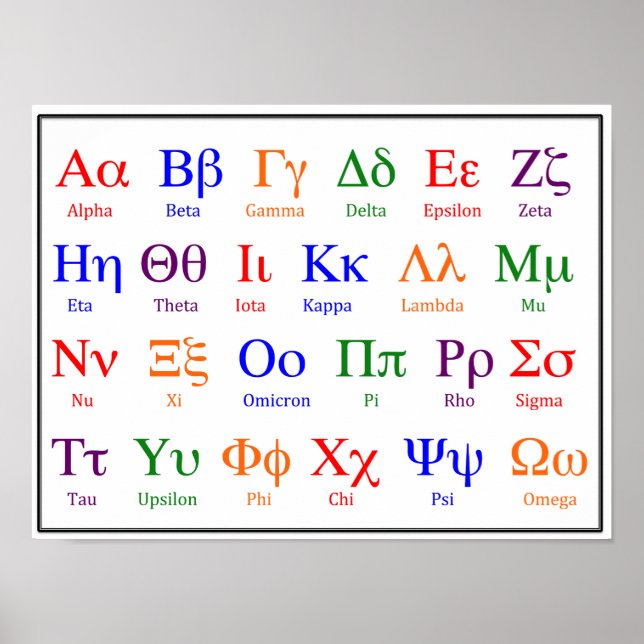 Αα Ββ Γγ Δδ Εε Ζζ
Alpha Beta Gamma Delta Epsilon Zeta
Ηη Θθ Ιι Κκ Λλ Μμ
Eta Theta Iota Kappa Lambda Mu
Νν Ξξ Οο Ππ Ρρ Σσ
Nu Xi Omicron Pi Rho Sigma
Ττ Υυ Φϕ Χχ Ψψ Ωω
Tau Upsilon Phi Chi Psi Omega